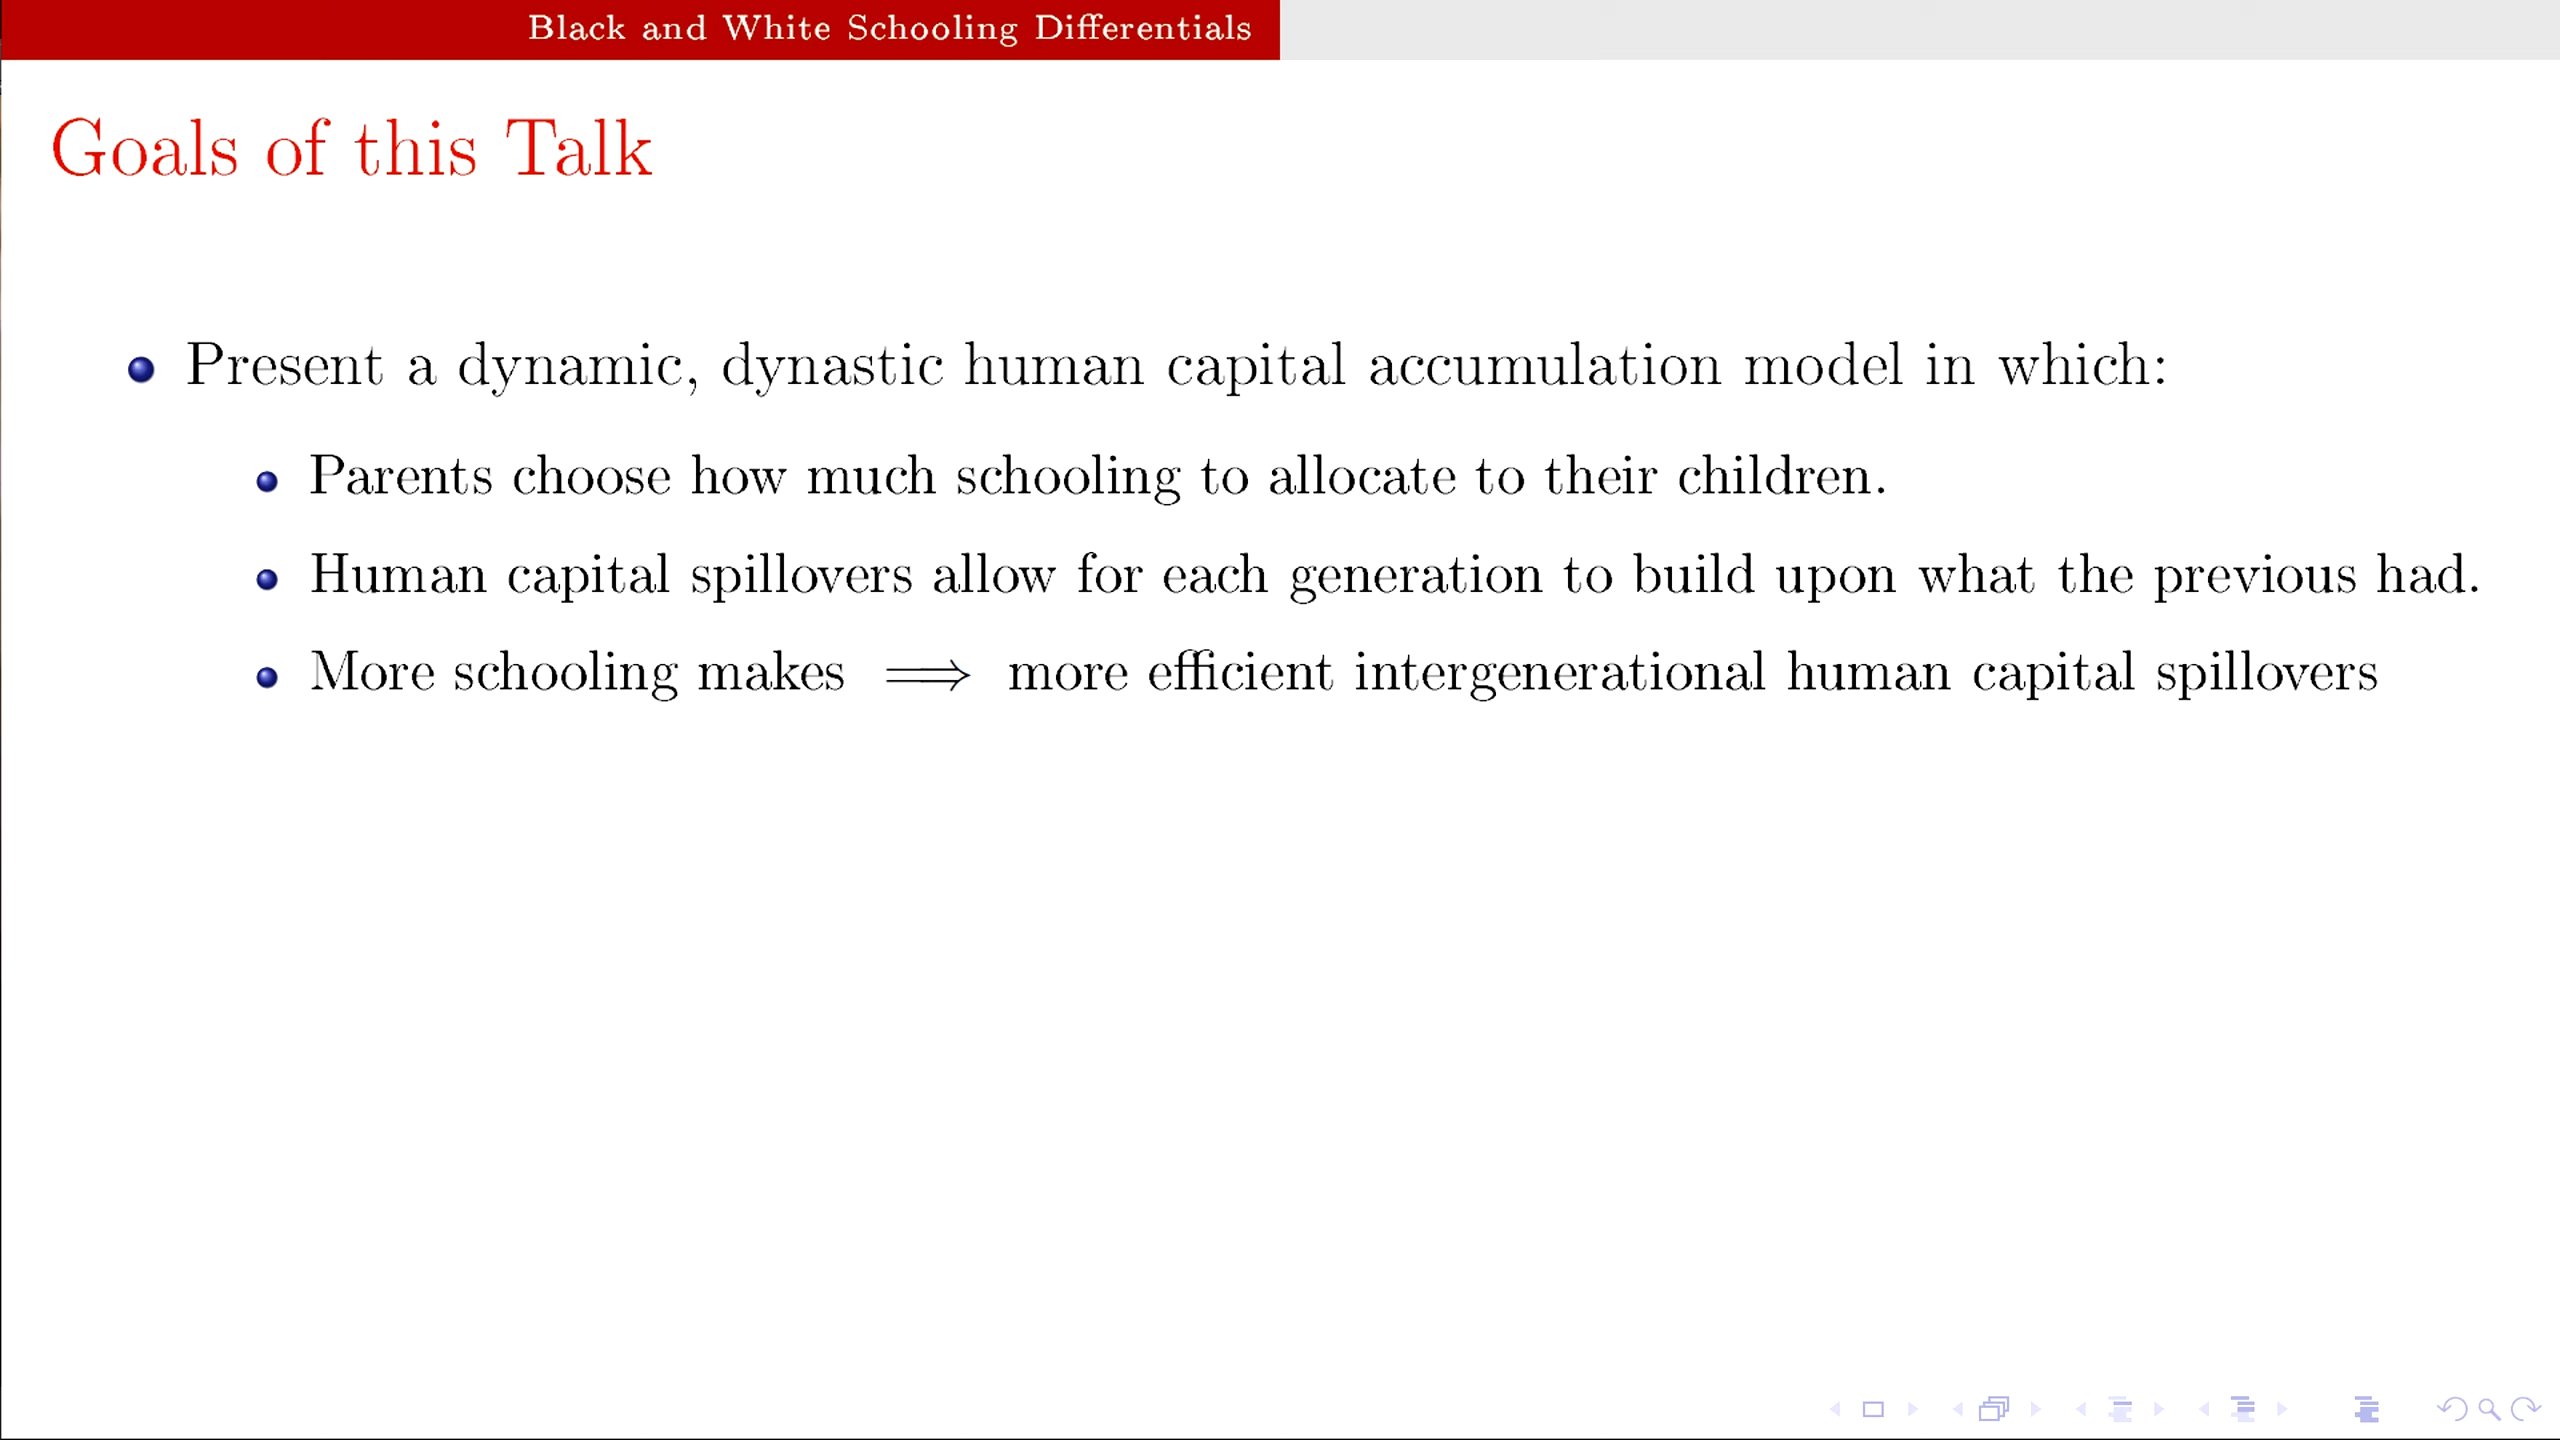 Black and White Schooling Differentials
Goals of this Talk
Present a dynamic, dynastic human capital accumulation model in which:
Parents choose how much schooling to allocate to their children.
Human capital spillovers allow for each generation to build upon what the previous had.
More schooling makes ⟹ more efficient intergenerational human capital spillovers